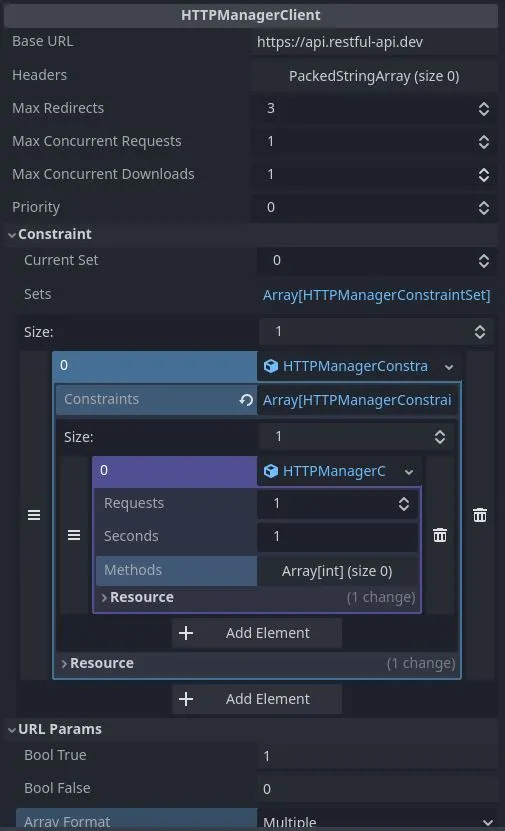 HTTPManagerClient
Base URL https://api.restful-api.dev
Headers PackedStringArray (size 0)
Max Redirects 3
Max Concurrent Requests 1
Max Concurrent Downloads 1
Priority 0
Constraint
Current Set 0
Sets Array[HTTPManagerConstraintSet]
Size: 1
0 HTTPManagerConstra
Constraints Array[HTTPManagerConstrai
Size: 1
0 HTTPManagerC
Requests 1
Seconds 1
Methods Array[int] (size 0)
Resource (1 change)
Add Element
Resource (1 change)
Add Element
URL Params
Bool True 1
Bool False 0
Array Format Multiple